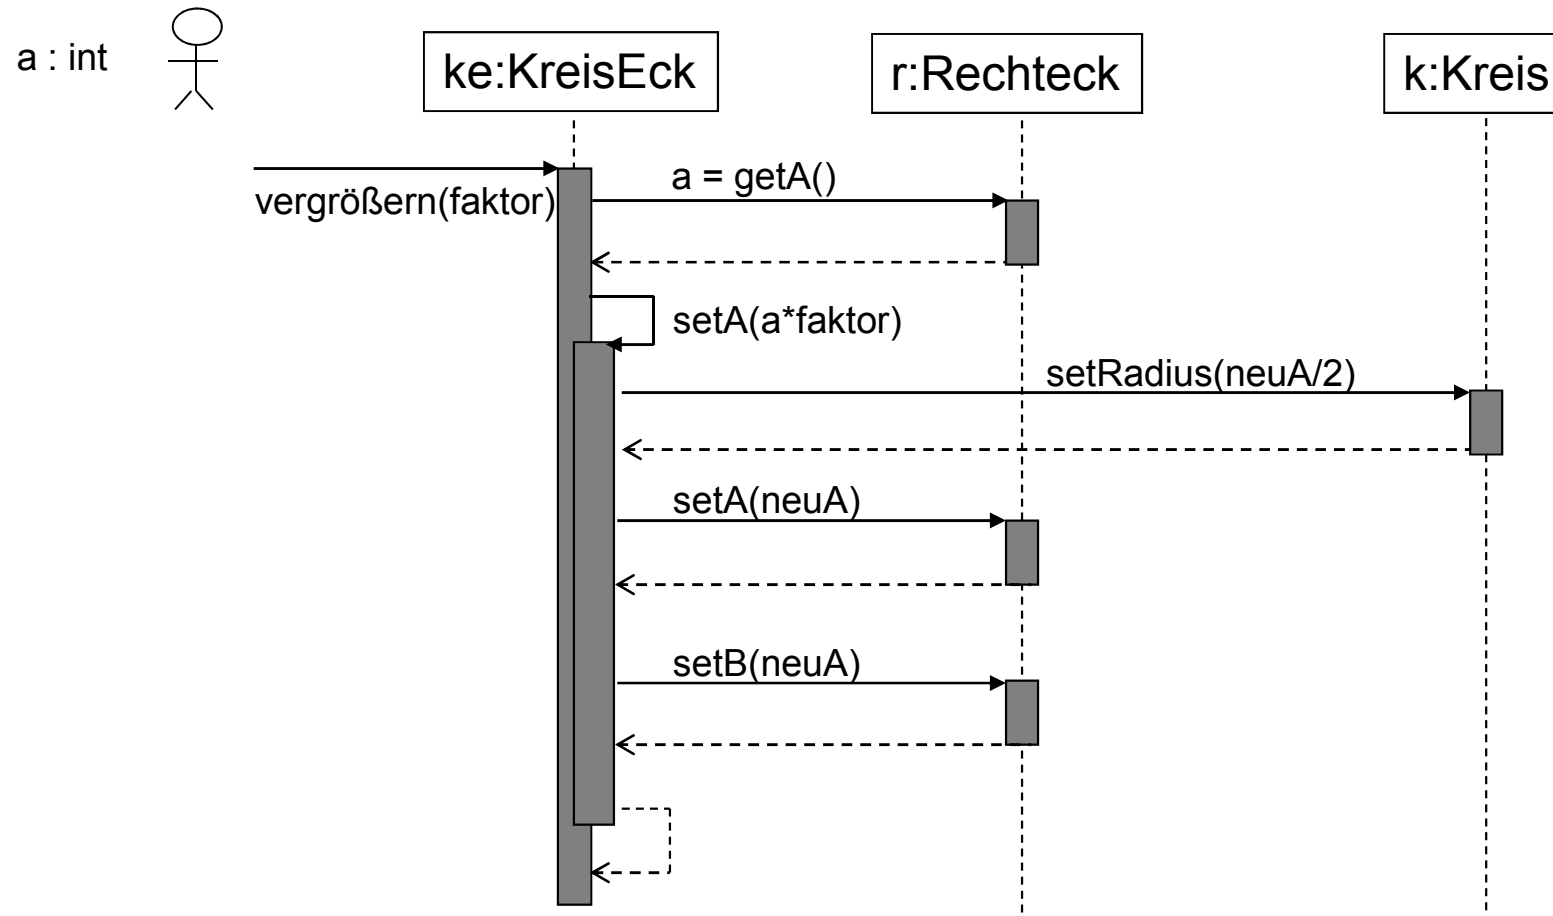 a : int
ke:KreisEck
r:Rechteck
k:Kreis
vergrößern(faktor)
a = getA()
setA(a*faktor)
setRadius(neuA/2)
setA(neuA)
setB(neuA)